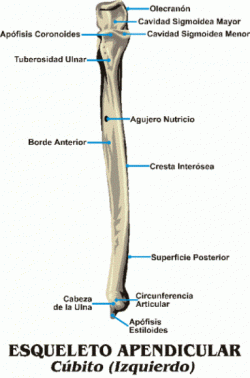 Olecranón
Cavidad Sigmoidea Mayor
Apófisis Coronoides
Cavidad Sigmoidea Menor
Tuberosidad Ulnar
Agujero Nutricio
Borde Anterior
Cresta Interósea
Superficie Posterior
Cabeza
de la Ulna
Circunferencia
Articular
Apófisis
Estiloides
ESQUELETO APENDICULAR
Cúbito (Izquierdo)